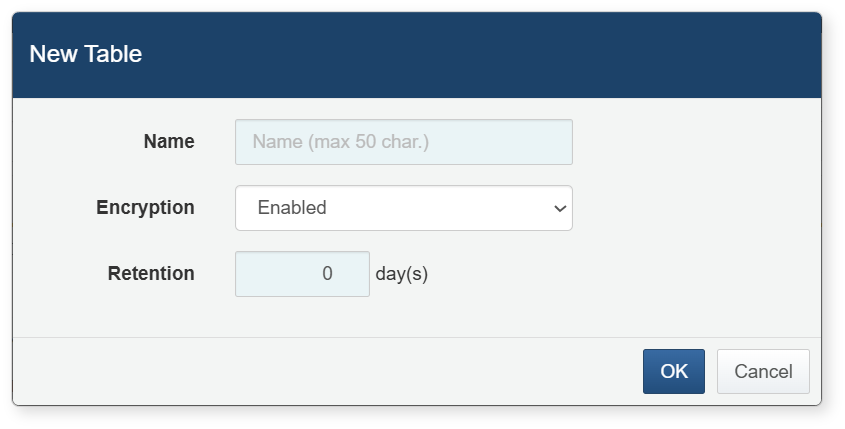 New Table
Name Name (max 50 char.)
Encryption Enabled
Retention 0 day(s)
OK Cancel